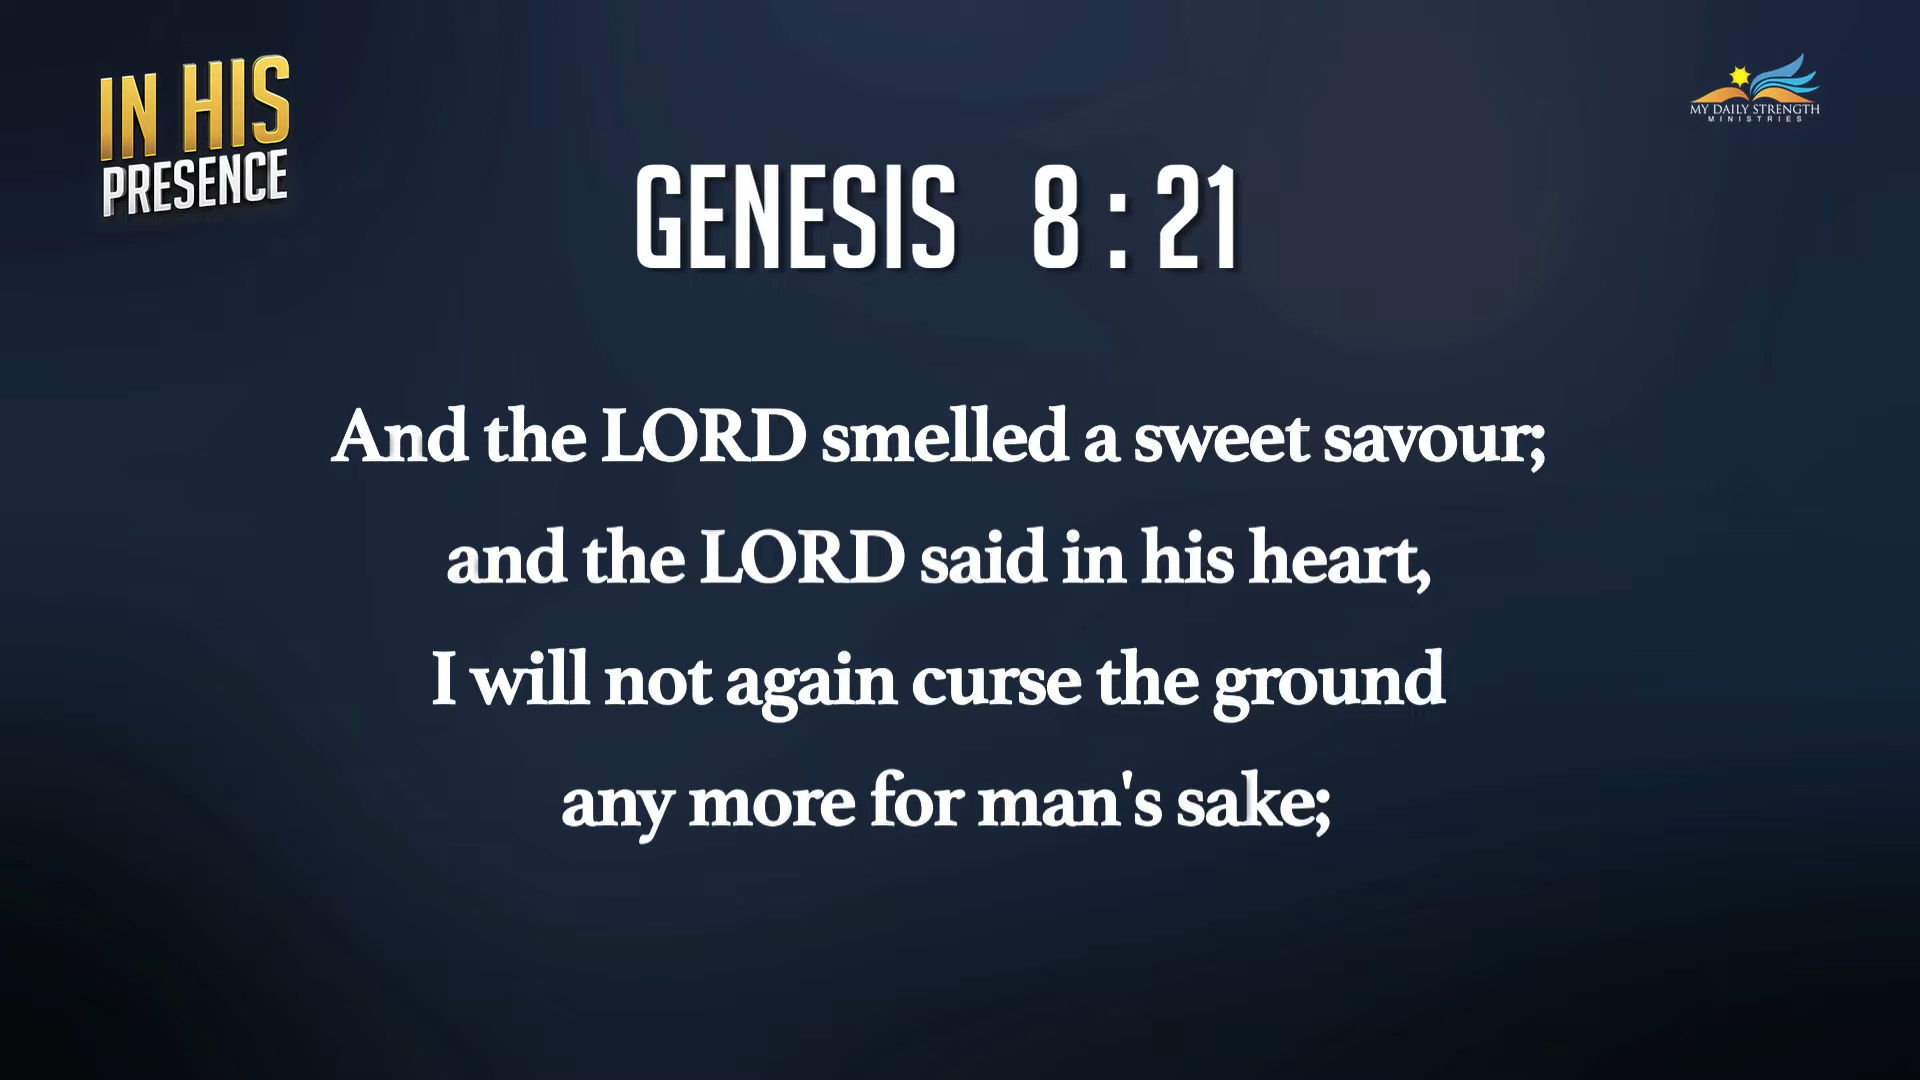 IN HIS
PRESENCE
MY DAILY STRENGTH
MINISTRIES
GENESIS 8:21
And the LORD smelled a sweet savour;
and the LORD said in his heart,
I will not again curse the ground
any more for man's sake;